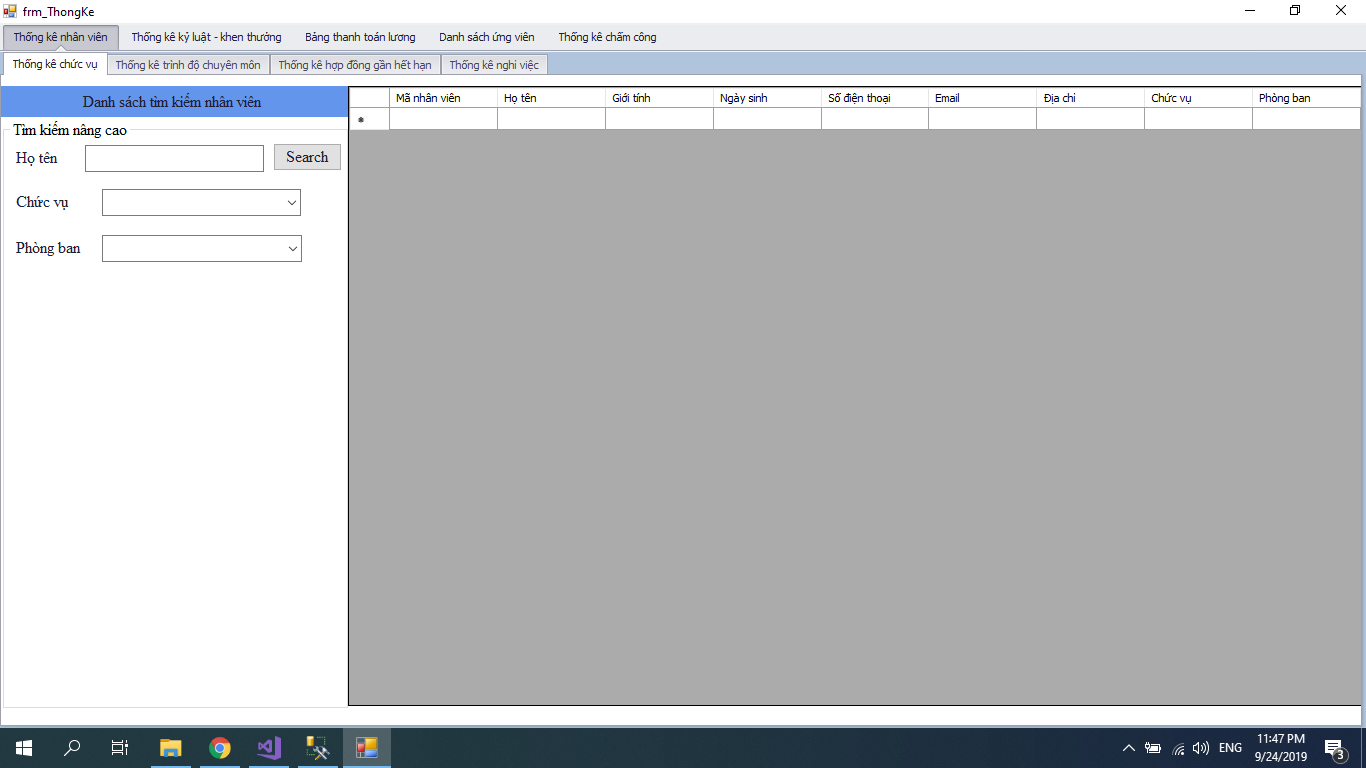 frm_ThongKe
Thống kê nhân viên Thống kê kỷ luật - khen thưởng Bảng thanh toán lương Danh sách ứng viên Thống kê chấm công
Thống kê chức vụ Thống kê trình độ chuyên môn Thống kê hợp đồng gần hết hạn Thống kê nghỉ việc
Danh sách tìm kiếm nhân viên
Mã nhân viên Họ tên Giới tính Ngày sinh Số điện thoại Email Địa chỉ Chức vụ Phòng ban
Tìm kiếm nâng cao
Họ tên Search
Chức vụ
Phòng ban
ENG
11:47 PM
9/24/2019
3